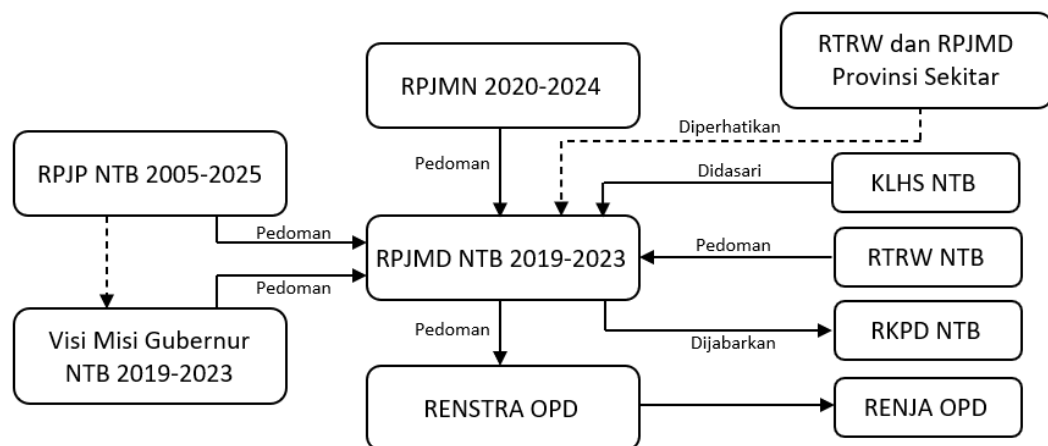 RTRW dan RPJMD
Provinsi Sekitar
RPJMN 2020-2024
Diperhatikan
Pedoman
Didasari
RPJP NTB 2005-2025
KLHS NTB
Pedoman
Pedoman
RPJMD NTB 2019-2023
RTRW NTB
Pedoman
Visi Misi Gubernur
NTB 2019-2023
Pedoman
Dijabarkan
RKPD NTB
RENSTRA OPD
RENJA OPD